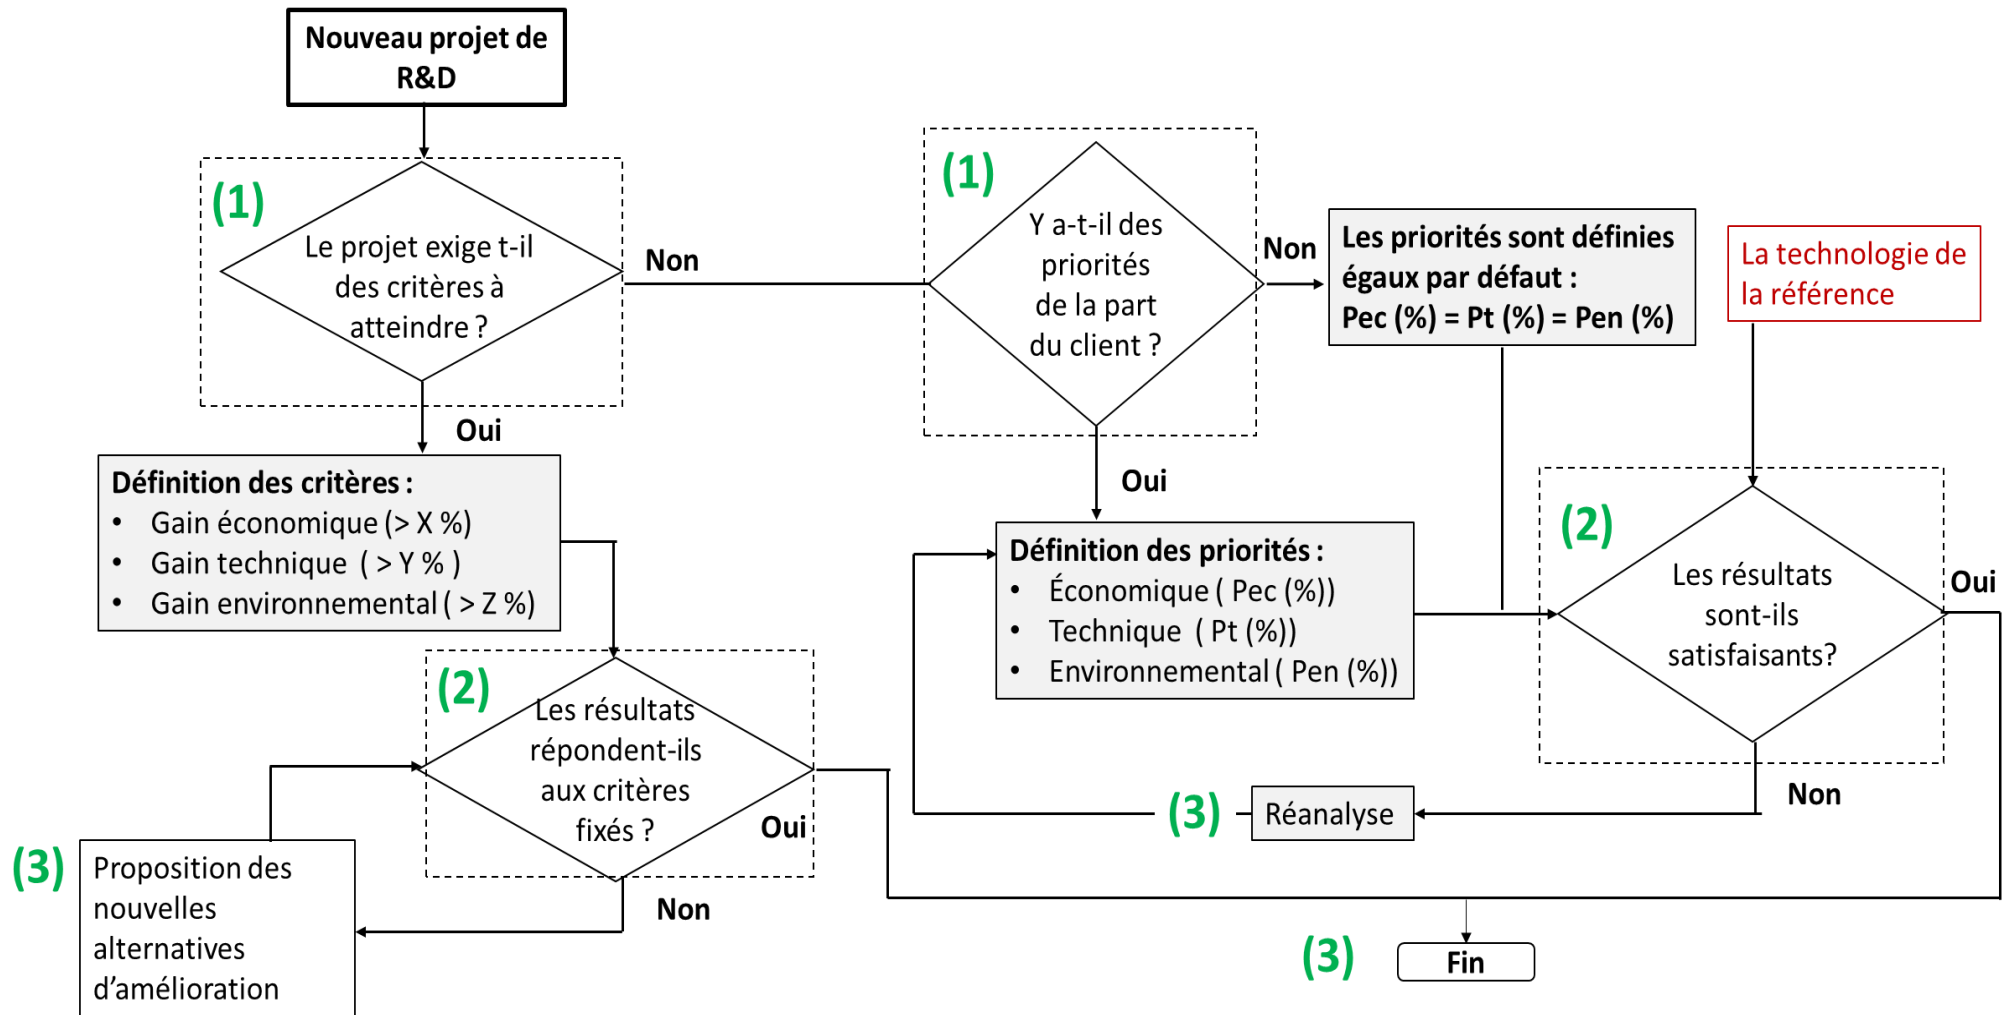 Nouveau projet de
R&D
(1)
Le projet exige t-il
des critères à
atteindre ?
Non
Oui
(1)
Y a-t-il des
priorités
de la part
du client ?
Non
Oui
Les priorités sont définies
égaux par défaut :
Pec (%) = Pt (%) = Pen (%)
La technologie de
la référence
Définition des critères :
• Gain économique (> X %)
• Gain technique ( > Y % )
• Gain environnemental ( > Z %)
Définition des priorités :
• Économique ( Pec (%))
• Technique ( Pt (%))
• Environnemental ( Pen (%))
(2)
Les résultats
sont-ils
satisfaisants?
Oui
Non
(2)
Les résultats
répondent-ils
aux critères
fixés ?
Oui
Non
(3)
Réanalyse
(3)
Proposition des
nouvelles
alternatives
d’amélioration
(3)
Fin